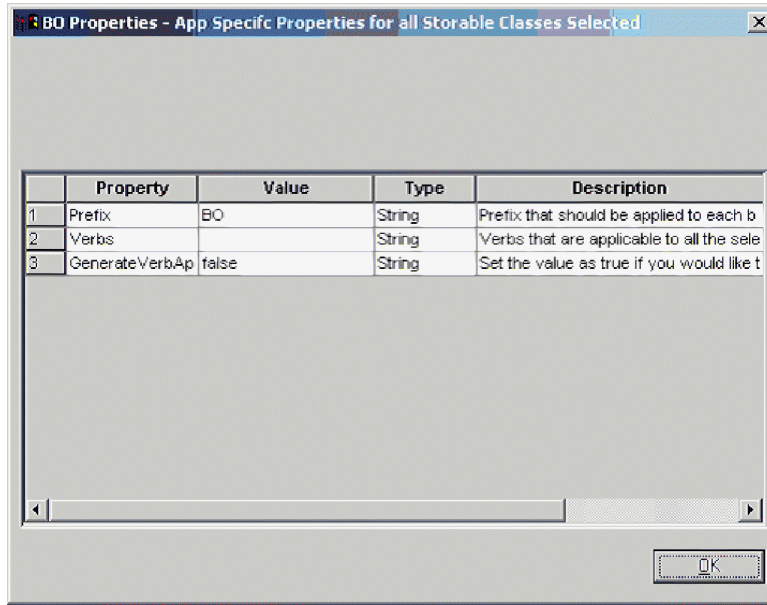 BO Properties - App Specifc Properties for all Storable Classes Selected
Property Value Type Description
1 Prefix BO String Prefix that should be applied to each b
2 Verbs String Verbs that are applicable to all the sele
3 GenerateVerbAp false String Set the value as true if you would like t
OK